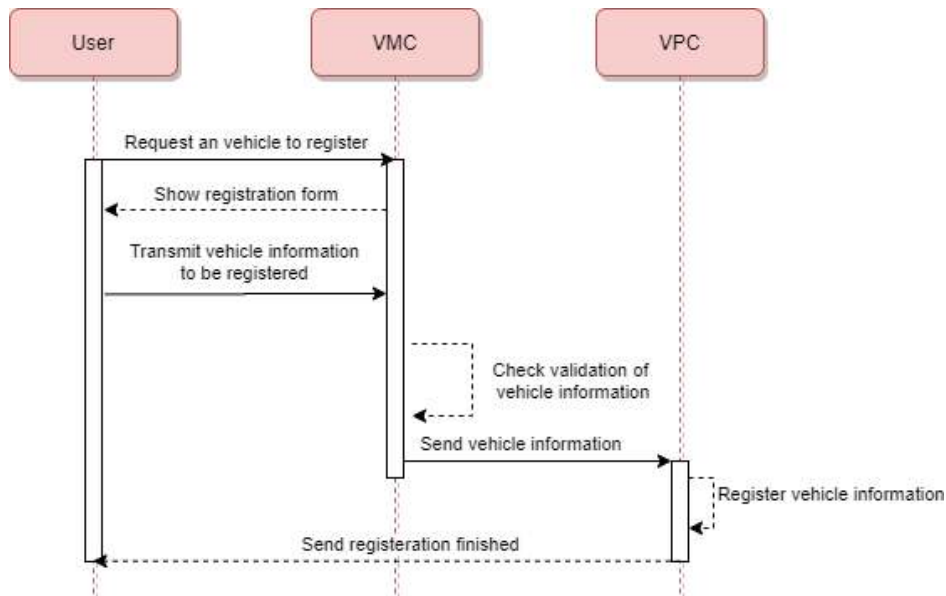 User
VMC
VPC
Request an vehicle to register
Show registration form
Transmit vehicle information
to be registered
Check validation of
vehicle information
Send vehicle information
Register vehicle information
Send registeration finished